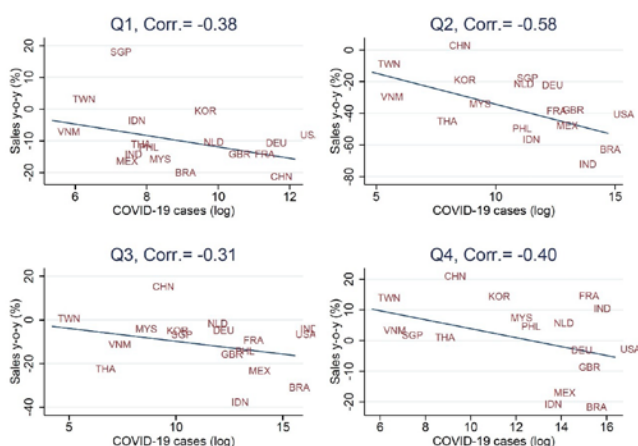 Q1, Corr.= -0.38
Sales y-o-y (%)
20
10
0
-10
-20
SGP
TWN
KOR
IDN
VNM
THA
PHL
NLD
DEU
USA
IND
MEX
MYS
GBR
FRA
BRA
CHN
6
8
10
12
COVID-19 cases (log)
Q2, Corr.= -0.58
Sales y-o-y (%)
0
-20
-40
-60
-80
CHN
TWN
KOR
SGP
NLD
DEU
VNM
MYS
FRA
GBR
USA
TAA
PHL
MEX
IDN
BRA
IND
5
10
15
COVID-19 cases (log)
Q3, Corr.= -0.31
Sales y-o-y (%)
20
0
-20
-40
CHN
TWN
NLD
MYS
KOR
SGP
DEU
IND
USA
VNM
FRA
PHL
GBR
THA
MEX
BRA
IDN
5
10
15
COVID-19 cases (log)
Q4, Corr.= -0.40
Sales y-o-y (%)
20
10
0
-10
-20
CHN
TWN
KOR
FRA
IND
MYS
NLD
PHL
VNM
SGP
THA
DEU
USA
GBR
MEX
IDN
BRA
6
8
10
12
14
16
COVID-19 cases (log)